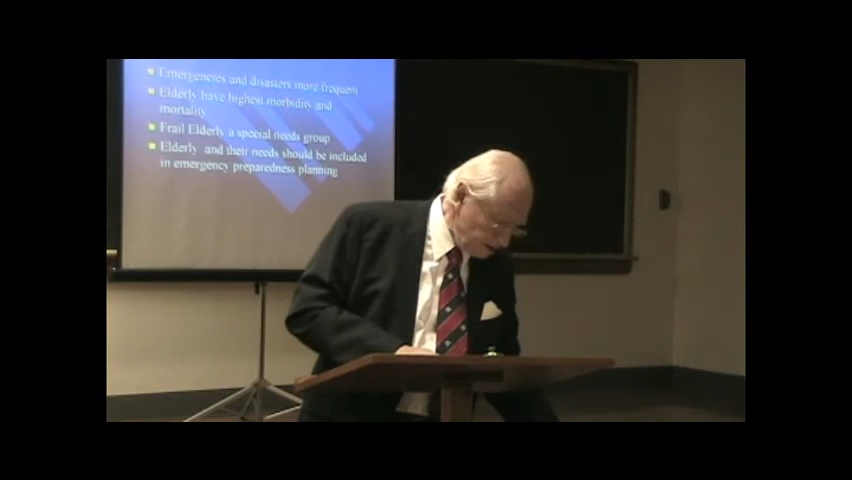 Emergencies and disasters more frequent
Elderly have highest morbidity and
mortality
Frail Elderly a special needs group
Elderly and their needs should be included
in emergency preparedness planning